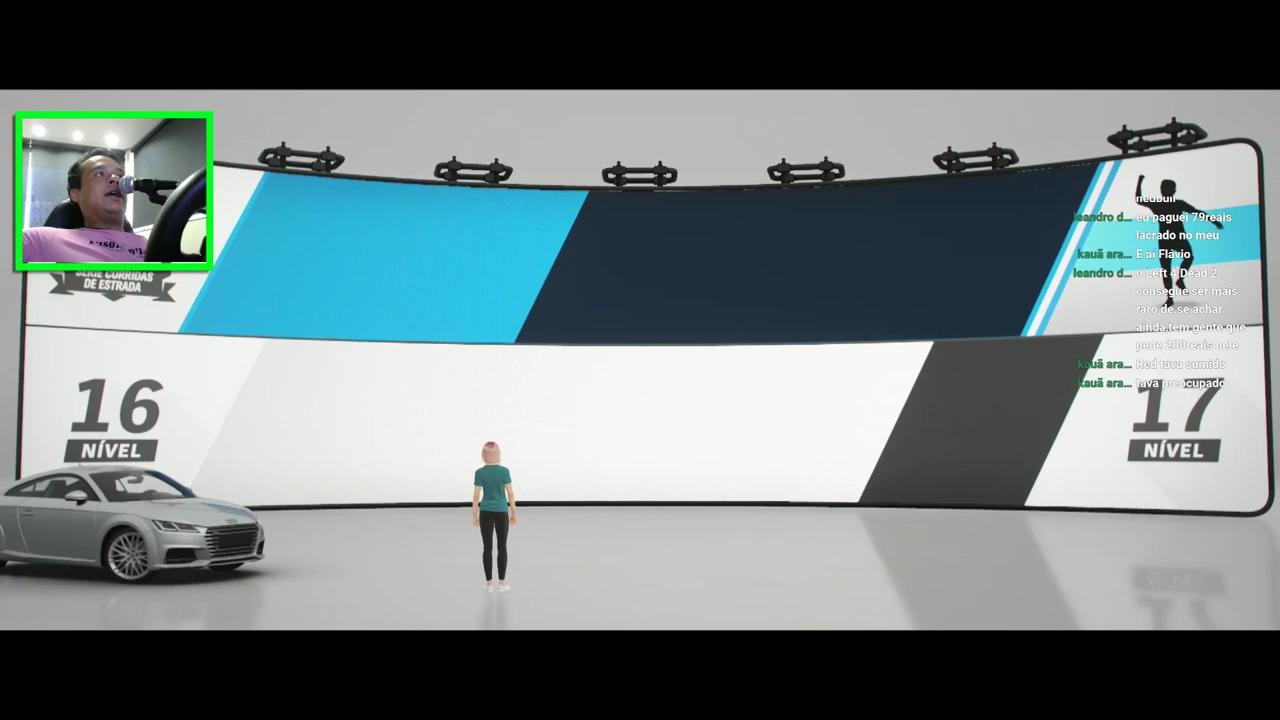 SÉRIE CORRIDAS
DE ESTRADA
16
NÍVEL
17
NÍVEL
leandro d... eu paguei 79reais
lacrado no meu
kauã ara... E ai Flávio
leandro d... o Left 4 Dead 2
consegue ser mais
raro de se achar
ainda,tem gente que
pede 200reais nele
kauã ara... Red tava sumido
kauã ara... tava preocupado